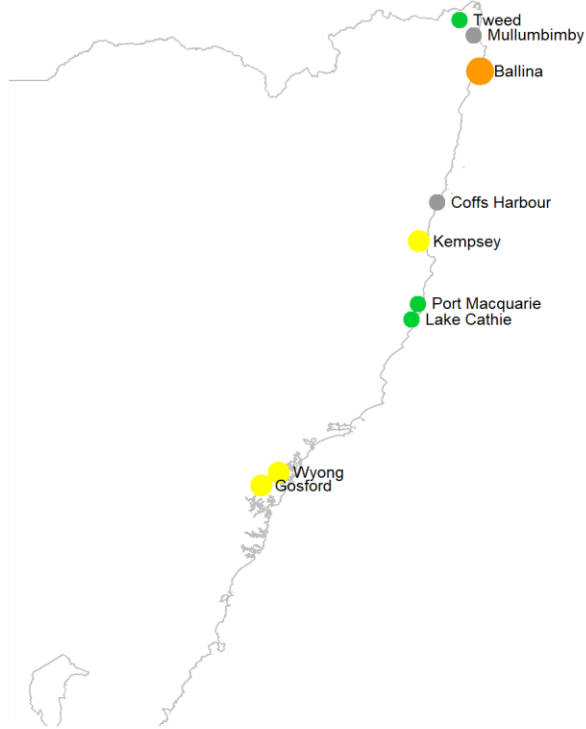 Tweed
Mullumbimby
Ballina
Coffs Harbour
Kempsey
Port Macquarie
Lake Cathie
Wyong
Gosford